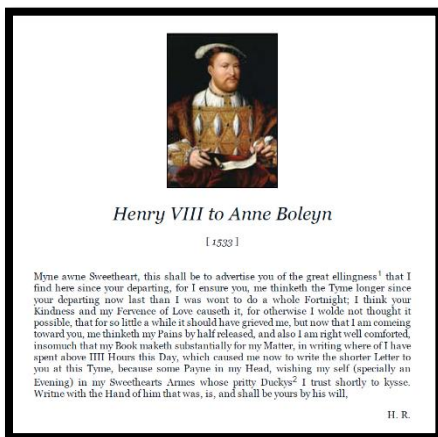 Henry VIII to Anne Boleyn
[ 1533 ]
Myne awne Sweetheart, this shall be to advertise you of the great ellingness¹ that I
find here since your departing, for I ensure you, me thinketh the Tyme longer since
your departing now last than I was wont to do a whole Fortnight; I think your
Kindness and my Fervence of Love causeth it, for otherwise I wolde not thought it
possible, that for so little a while it should have grieved me, but now that I am comeing
toward you, me thinketh my Pains by half released, and also I am right well comforted,
insomuch that my Book maketh substantially for my Matter, in writing where of I have
spent above IIII Hours this Day, which caused me now to write the shorter Letter to
you at this Tyme, because some Payne in my Head, wishing my self (specially an
Evening) in my Sweethearts Armes whose pritty Duckys² I trust shortly to kysse.
Writne with the Hand of him that was, is, and shall be yours by his will,
H. R.